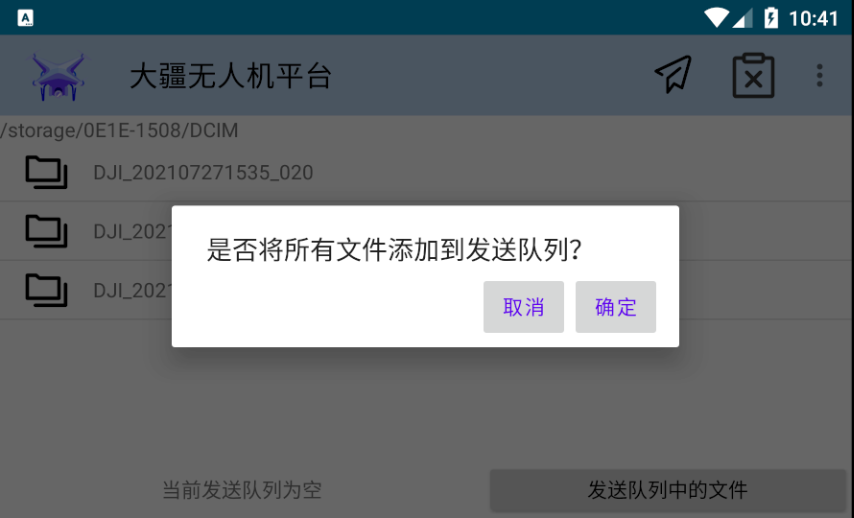 10:41
大疆无人机平台
/storage/0E1E-1508/DCIM
DJI_202107271535_020
DJI_2021
DJI_2021
是否将所有文件添加到发送队列?
取消 确定
当前发送队列为空 发送队列中的文件